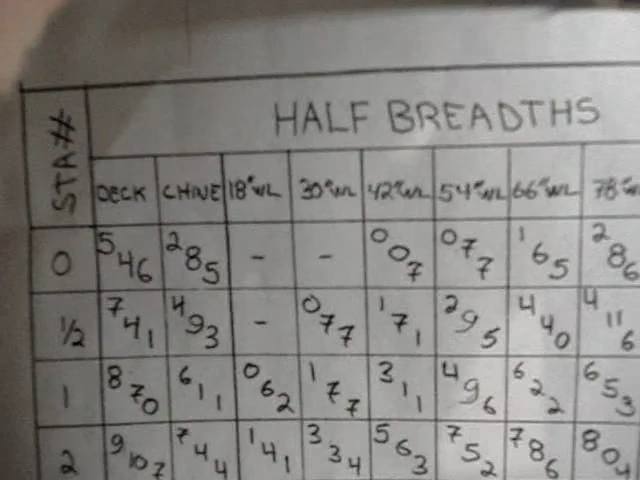 HALF BREADTHS
STA# DECK CHINE 18"WL 30"WL 42"WL 54"WL 66"WL 78"W
0 5 4 6 2 8 5 - - 0 0 7 0 7 7 1 6 5 2 8 6
1/2 7 4 1 4 9 3 - 0 7 7 1 7 1 2 9 5 4 4 0 4 11 6
1 8 7 0 6 1 1 0 6 2 1 7 7 3 1 1 4 9 6 6 2 2 6 5 3
2 9 10 7 7 4 4 1 4 1 3 3 4 5 6 3 7 5 2 7 8 6 8 0